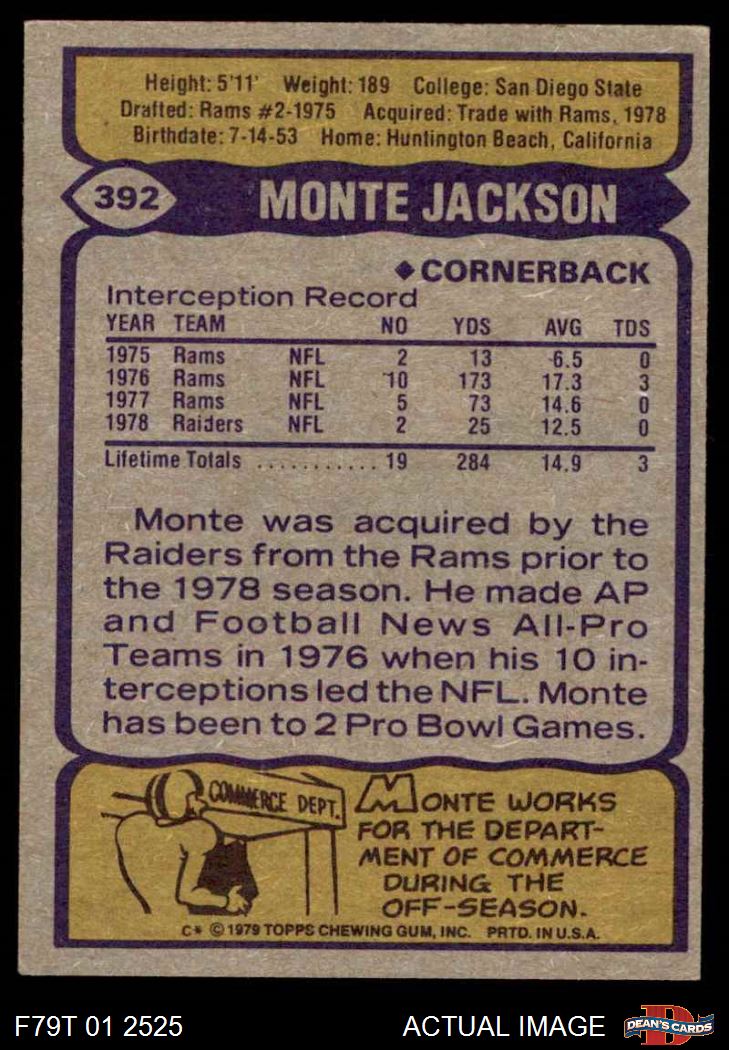 Height: 5'11' Weight: 189 College: San Diego State
Drafted: Rams #2-1975 Acquired: Trade with Rams, 1978
Birthdate: 7-14-53 Home: Huntington Beach, California
392 MONTE JACKSON
◆ CORNERBACK
Interception Record
YEAR TEAM NO YDS AVG TDS
1975 Rams NFL 2 13 6.5 0
1976 Rams NFL 10 173 17.3 3
1977 Rams NFL 5 73 14.6 0
1978 Raiders NFL 2 25 12.5 0
Lifetime Totals ........... 19 284 14.9 3
Monte was acquired by the
Raiders from the Rams prior to
the 1978 season. He made AP
and Football News All-Pro
Teams in 1976 when his 10 in-
terceptions led the NFL. Monte
has been to 2 Pro Bowl Games.
COMMERCE DEPT.
MONTE WORKS
FOR THE DEPART-
MENT OF COMMERCE
DURING THE
OFF-SEASON.
C* © 1979 TOPPS CHEWING GUM, INC. PRTD. IN U.S.A.
F79T 01 2525 ACTUAL IMAGE
D
DEAN'S CARDS